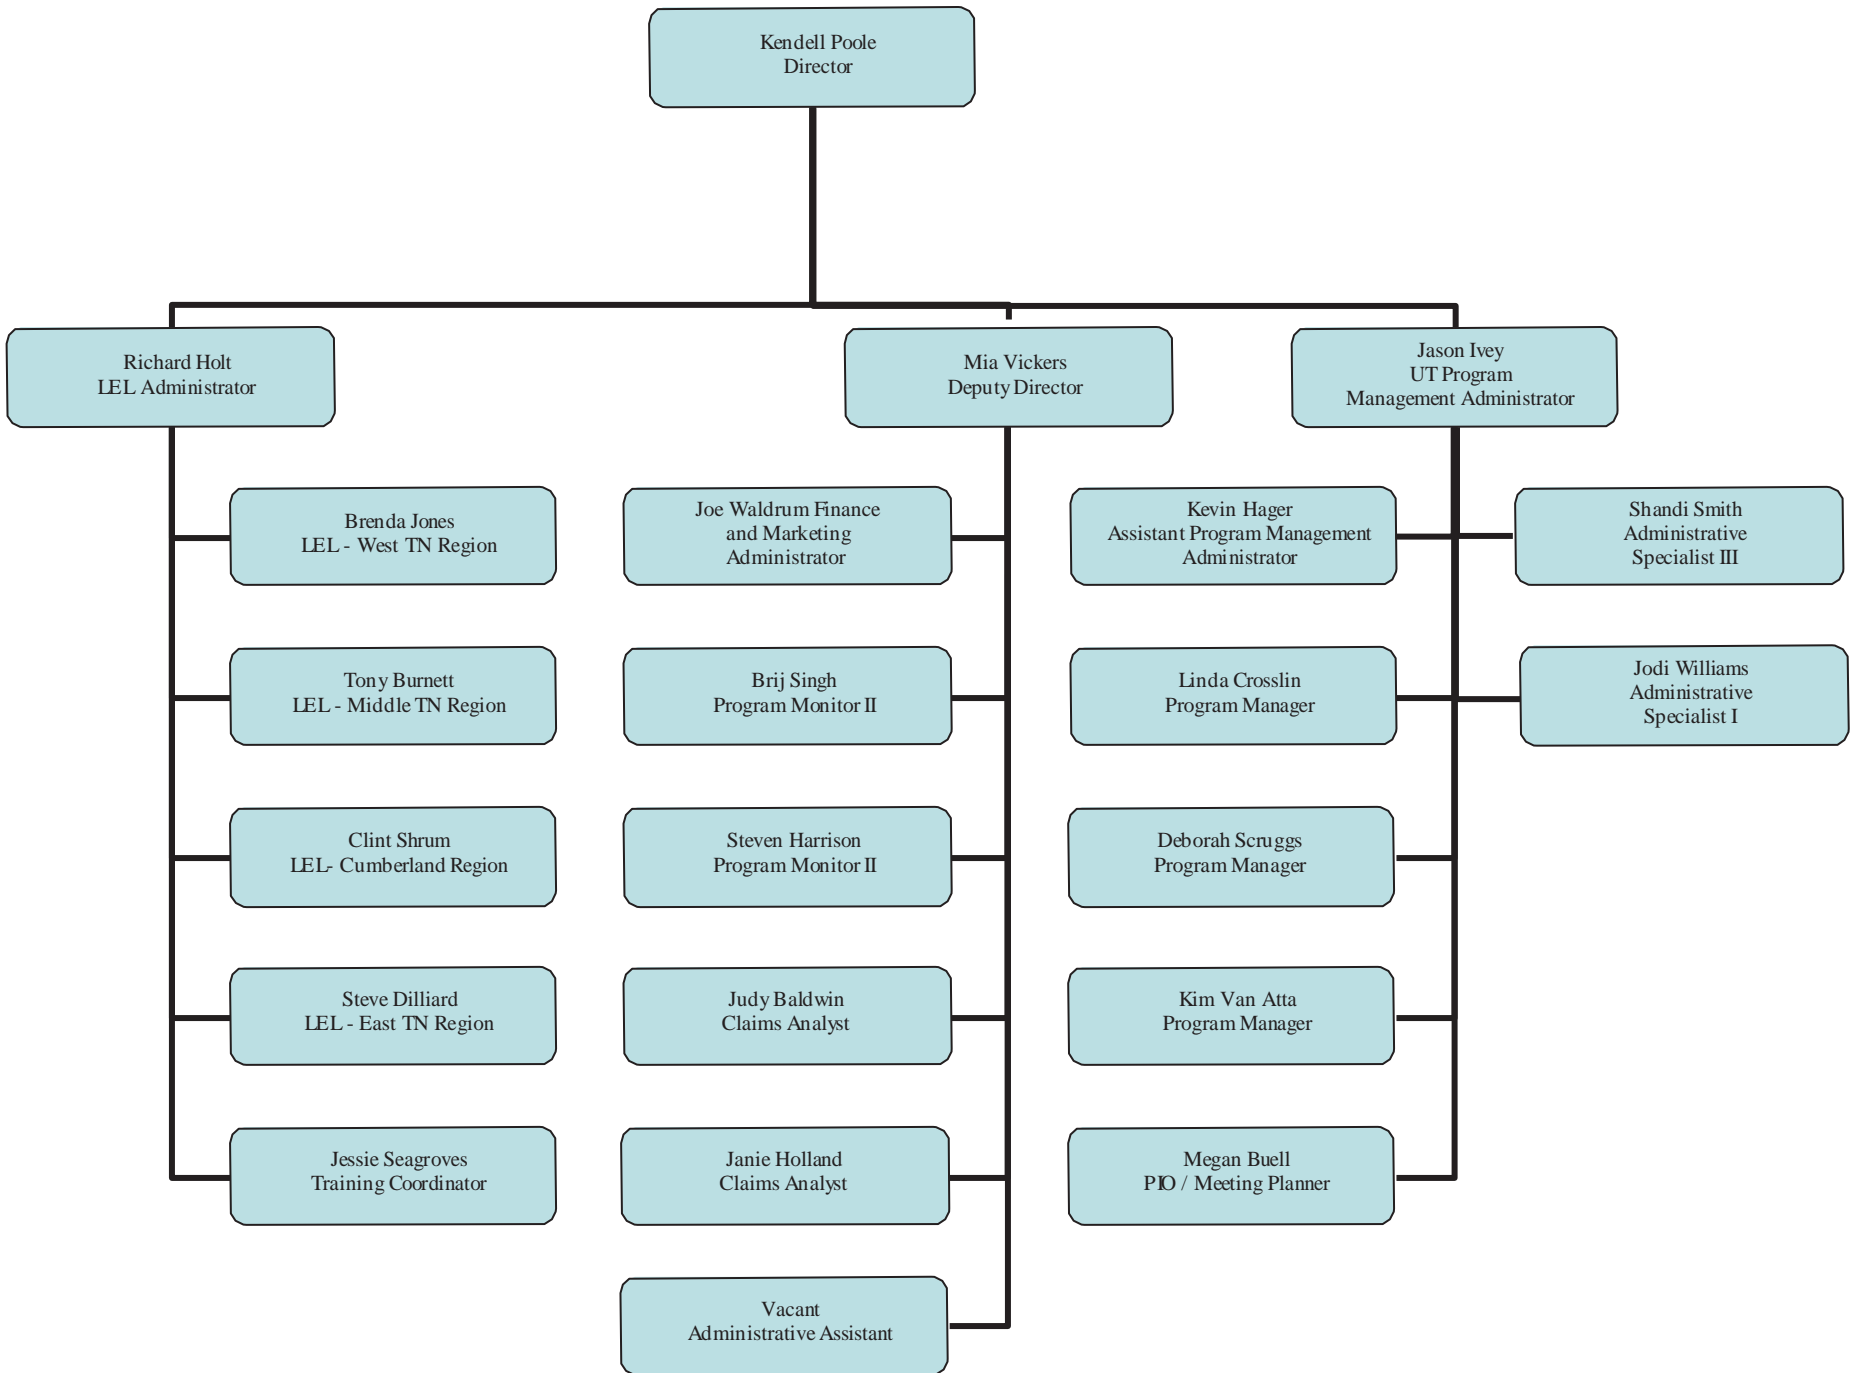 Kendell Poole
Director
Richard Holt
LEL Administrator
Mia Vickers
Deputy Director
Jason Ivey
UT Program
Management Administrator
Brenda Jones
LEL - West TN Region
Joe Waldrum Finance
and Marketing
Administrator
Kevin Hager
Assistant Program Management
Administrator
Shandi Smith
Administrative
Specialist III
Tony Burnett
LEL - Middle TN Region
Brij Singh
Program Monitor II
Linda Crosslin
Program Manager
Jodi Williams
Administrative
Specialist I
Clint Shrum
LEL- Cumberland Region
Steven Harrison
Program Monitor II
Deborah Scruggs
Program Manager
Steve Dilliard
LEL - East TN Region
Judy Baldwin
Claims Analyst
Kim Van Atta
Program Manager
Jessie Seagroves
Training Coordinator
Janie Holland
Claims Analyst
Megan Buell
PIO / Meeting Planner
Vacant
Administrative Assistant